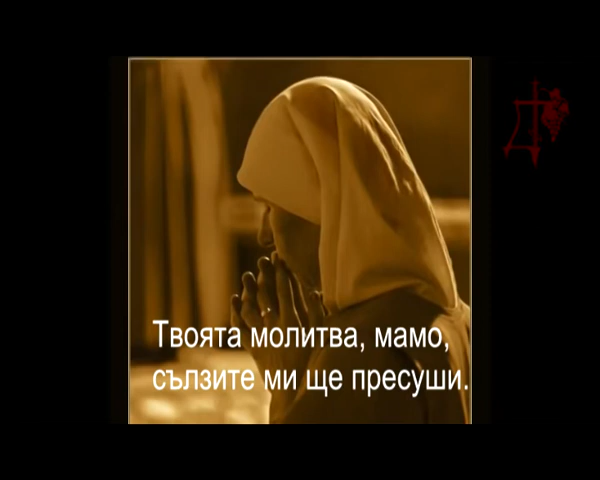 Твоята молитва, мамо,
сълзите ми ще пресуши.